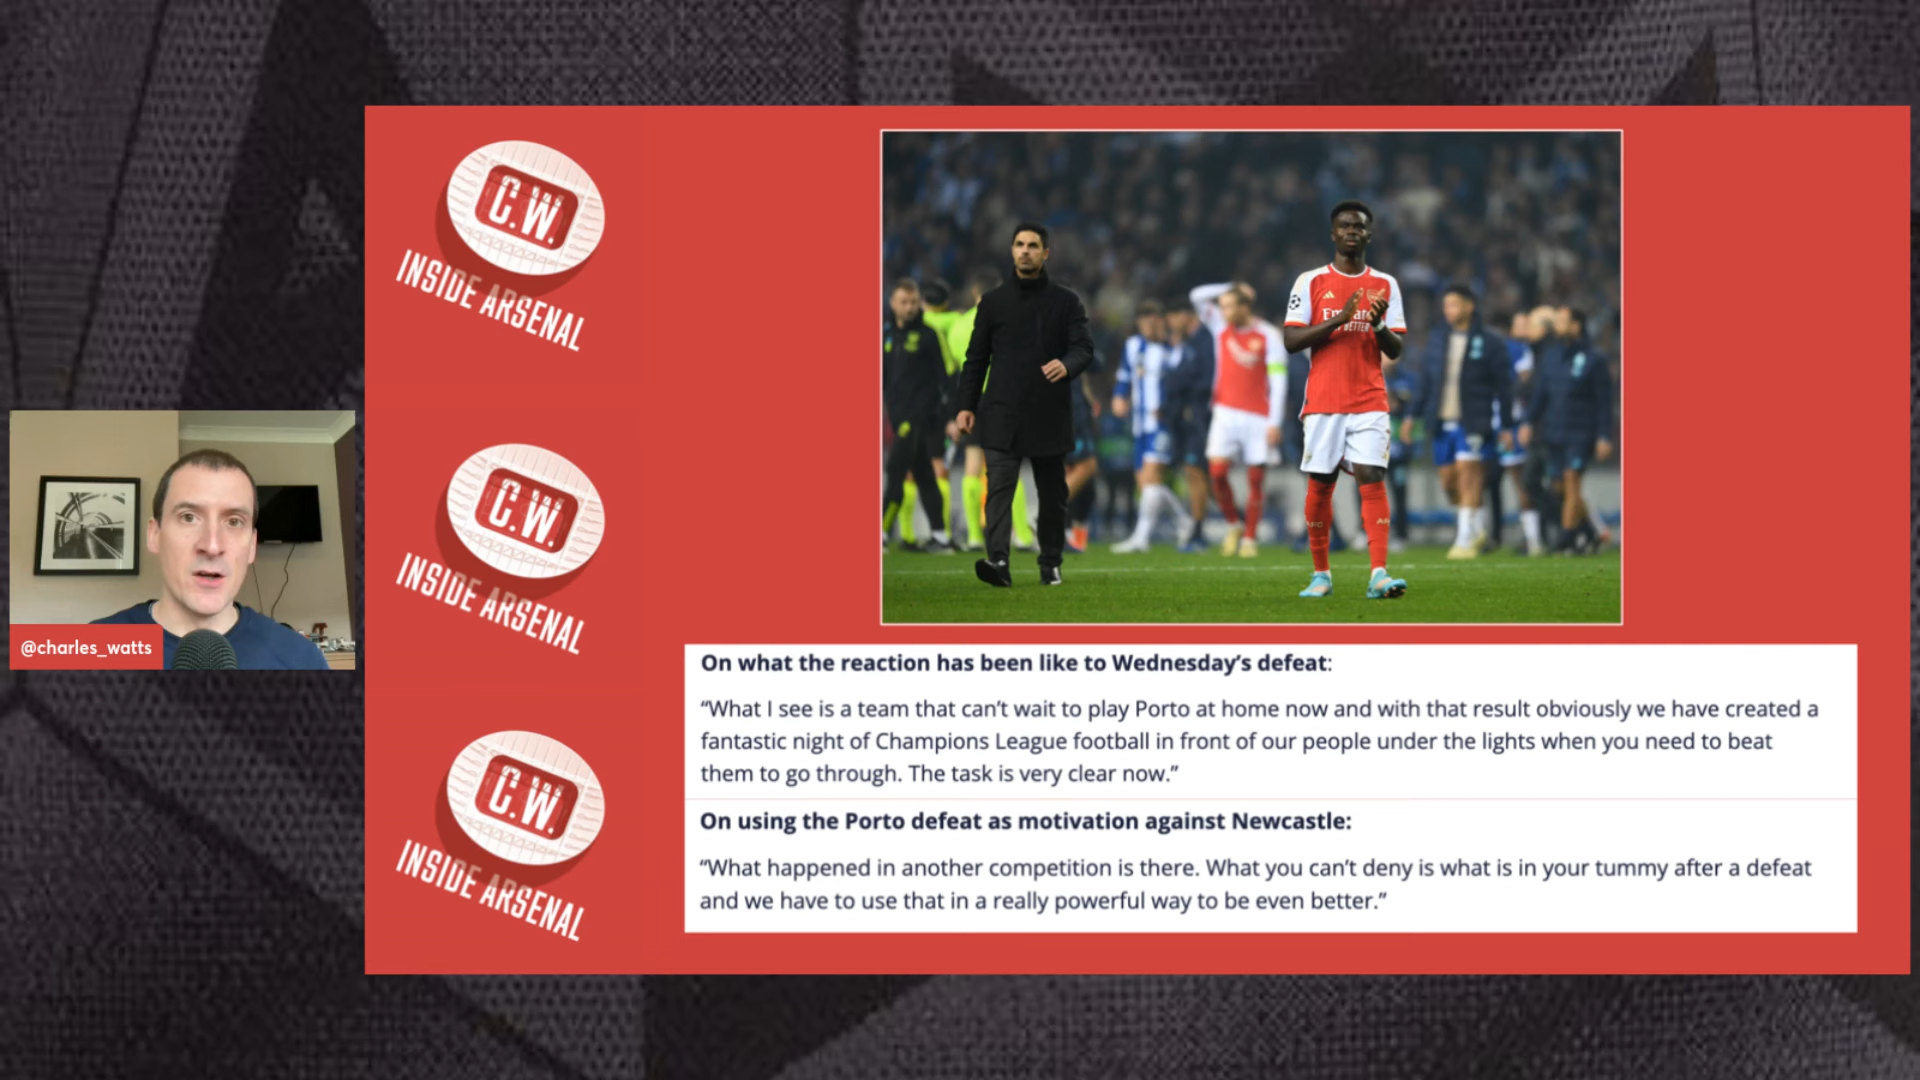 C.W.
INSIDE ARSENAL
C.W.
INSIDE ARSENAL
C.W.
INSIDE ARSENAL
@charles_watts
On what the reaction has been like to Wednesday’s defeat:
“What I see is a team that can’t wait to play Porto at home now and with that result obviously we have created a
fantastic night of Champions League football in front of our people under the lights when you need to beat
them to go through. The task is very clear now.”
On using the Porto defeat as motivation against Newcastle:
“What happened in another competition is there. What you can’t deny is what is in your tummy after a defeat
and we have to use that in a really powerful way to be even better.”